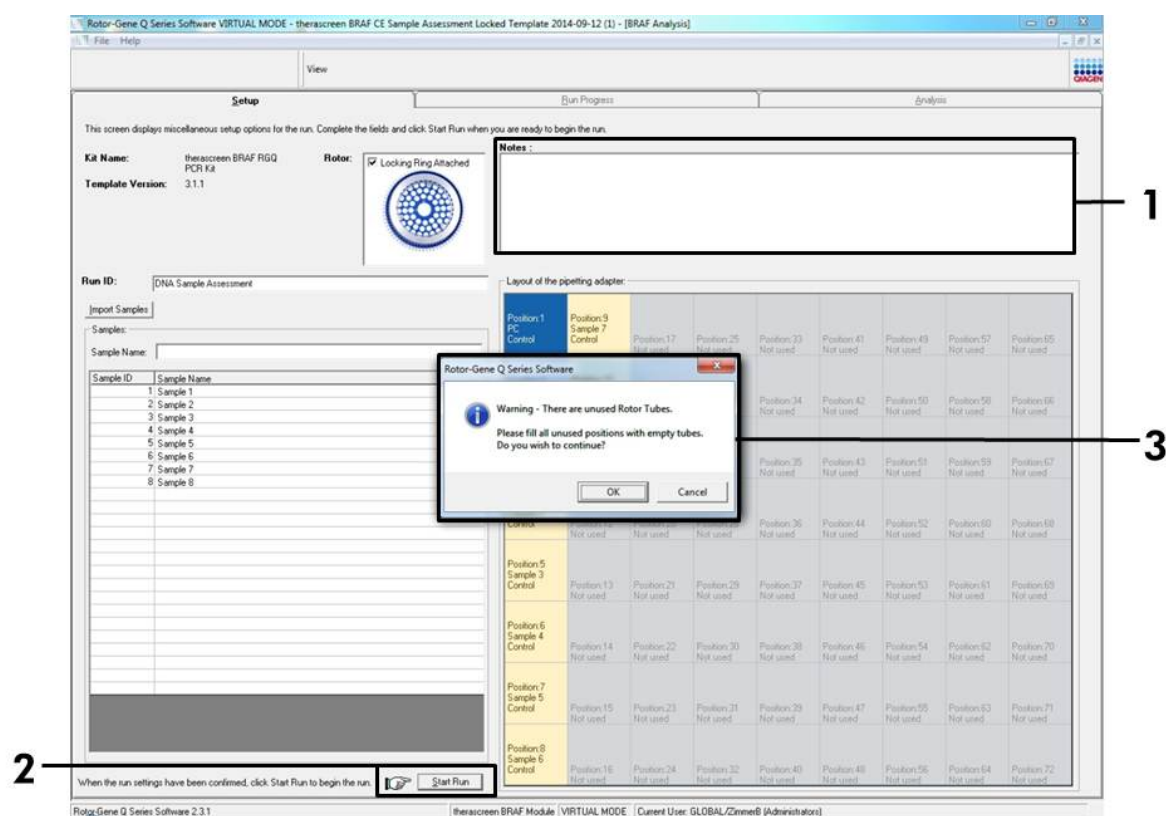 Rotor-Gene Q Series Software VIRTUAL MODE - therascreen BRAF CE Sample Assessment Locked Template 2014-09-12 (1) - [BRAF Analysis]
File Help
View
QIAGEN
Setup
Run Progress
Analysis
This screen displays miscellaneous setup options for the run. Complete the fields and click Start Run when you are ready to begin the run.
Kit Name: therascreen BRAF RGQ
PCR Kit
Template Version: 3.1.1
Rotor:
Locking Ring Attached
Notes :
1
Run ID: DNA Sample Assessment
Import Samples
Samples:
Sample Name:
Sample ID Sample Name
1 Sample 1
2 Sample 2
3 Sample 3
4 Sample 4
5 Sample 5
6 Sample 6
7 Sample 7
8 Sample 8
Layout of the pipetting adapter:
Position:1
PC
Control
Position:9
Sample 7
Control
Position:17
Not used
Position:25
Not used
Position:33
Not used
Position:41
Not used
Position:49
Not used
Position:57
Not used
Position:65
Not used
Rotor-Gene Q Series Software
Warning - There are unused Rotor Tubes.
Please fill all unused positions with empty tubes.
Do you wish to continue?
OK
Cancel
3
Position:34
Not used
Position:42
Not used
Position:50
Not used
Position:58
Not used
Position:66
Not used
Position:35
Not used
Position:43
Not used
Position:51
Not used
Position:59
Not used
Position:67
Not used
Control
Not used
Not used
Not used
Position:36
Not used
Position:44
Not used
Position:52
Not used
Position:60
Not used
Position:68
Not used
Position:5
Sample 3
Control
Position:13
Not used
Position:21
Not used
Position:29
Not used
Position:37
Not used
Position:45
Not used
Position:53
Not used
Position:61
Not used
Position:69
Not used
Position:6
Sample 4
Control
Position:14
Not used
Position:22
Not used
Position:30
Not used
Position:38
Not used
Position:46
Not used
Position:54
Not used
Position:62
Not used
Position:70
Not used
Position:7
Sample 5
Control
Position:15
Not used
Position:23
Not used
Position:31
Not used
Position:39
Not used
Position:47
Not used
Position:55
Not used
Position:63
Not used
Position:71
Not used
Position:8
Sample 6
Control
Position:16
Not used
Position:24
Not used
Position:32
Not used
Position:40
Not used
Position:48
Not used
Position:56
Not used
Position:64
Not used
Position:72
Not used
2
When the run settings have been confirmed, click Start Run to begin the run.
Start Run
Rotor-Gene Q Series Software 2.3.1
therascreen BRAF Module
VIRTUAL MODE
Current User: GLOBAL/ZimmerB (Administrators)